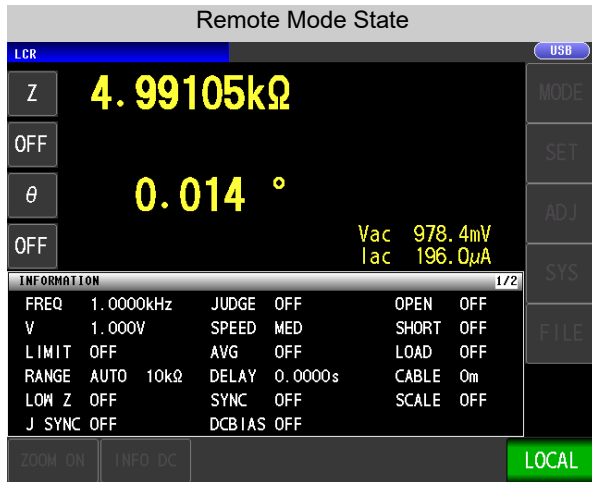 Remote Mode State
LCR USB
Z 4.99105kΩ MODE
OFF SET
θ 0.014 ° ADJ
OFF Vac 978.4mV
Iac 196.0μA SYS
INFORMATION 1/2
FREQ 1.0000kHz JUDGE OFF OPEN OFF
V 1.000V SPEED MED SHORT OFF FILE
LIMIT OFF AVG OFF LOAD OFF
RANGE AUTO 10kΩ DELAY 0.0000s CABLE 0m
LOW Z OFF SYNC OFF SCALE OFF
J SYNC OFF DCBIAS OFF
ZOOM ON INFO DC LOCAL